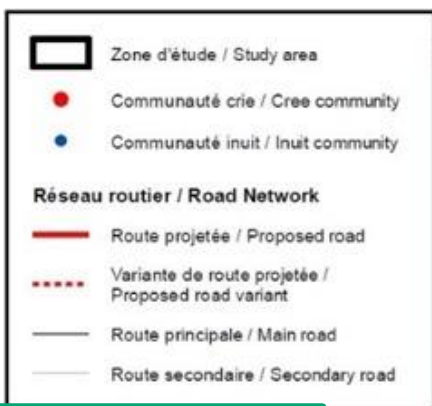 Zone d'étude / Study area
Communauté crie / Cree community
Communauté inuit / Inuit community
Réseau routier / Road Network
Route projetée / Proposed road
Variante de route projetée /
Proposed road variant
Route principale / Main road
Route secondaire / Secondary road